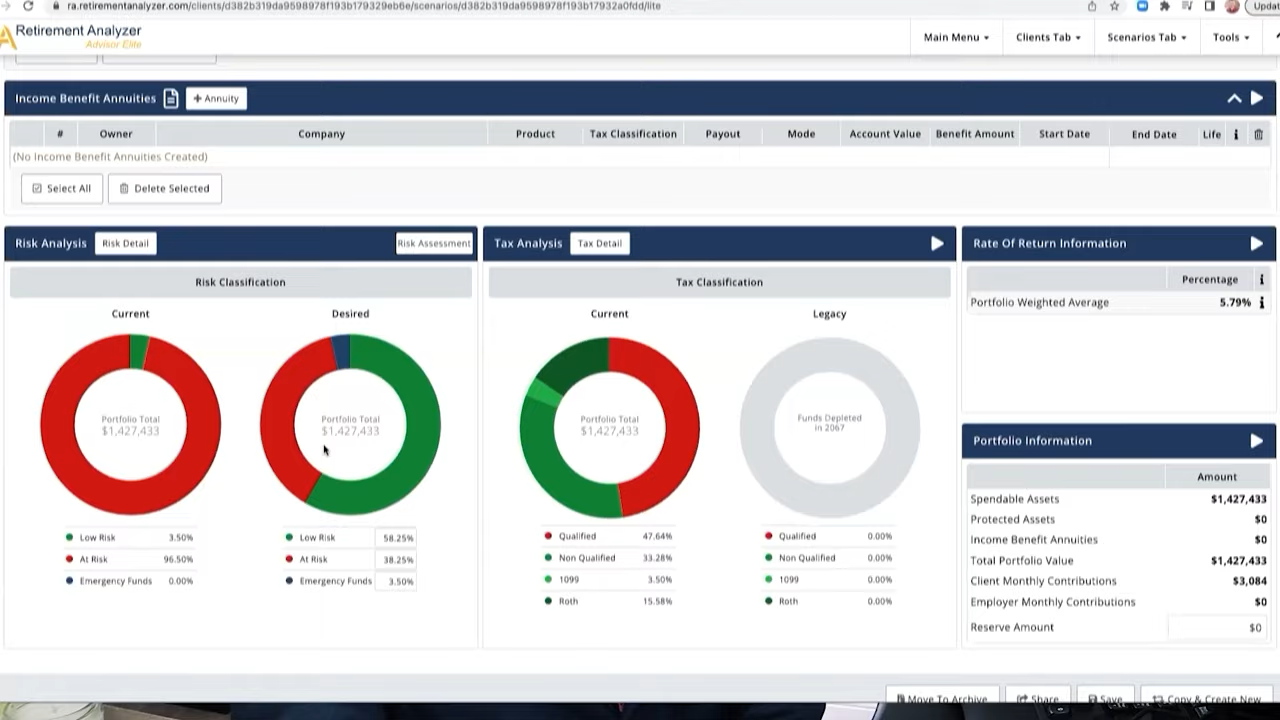 ra.retirementanalyzer.com/clients/d382b319da9598978f193b179329eb6e/scenarios/d382b319da9598978f193b17932a0fdd/lite
Updat
Retirement Analyzer
Advisor Elite
Main Menu
Clients Tab
Scenarios Tab
Tools
Income Benefit Annuities
+ Annuity
# Owner Company Product Tax Classification Payout Mode Account Value Benefit Amount Start Date End Date Life i
(No Income Benefit Annuities Created)
Select All
Delete Selected
Risk Analysis
Risk Detail
Risk Assessment
Risk Classification
Current
Desired
Portfolio Total
$1,427,433
Portfolio Total
$1,427,433
Low Risk 3.50%
At Risk 96.50%
Emergency Funds 0.00%
Low Risk 58.25%
At Risk 38.25%
Emergency Funds 3.50%
Tax Analysis
Tax Detail
Tax Classification
Current
Legacy
Portfolio Total
$1,427,433
Funds Depleted
in 2067
Qualified 47.64%
Non Qualified 33.28%
1099 3.50%
Roth 15.58%
Qualified 0.00%
Non Qualified 0.00%
1099 0.00%
Roth 0.00%
Rate Of Return Information
Percentage i
Portfolio Weighted Average 5.79% i
Portfolio Information
Amount
Spendable Assets $1,427,433
Protected Assets $0
Income Benefit Annuities $0
Total Portfolio Value $1,427,433
Client Monthly Contributions $3,084
Employer Monthly Contributions $0
Reserve Amount $0
Move To Archive
Share
Save
Copy & Create New